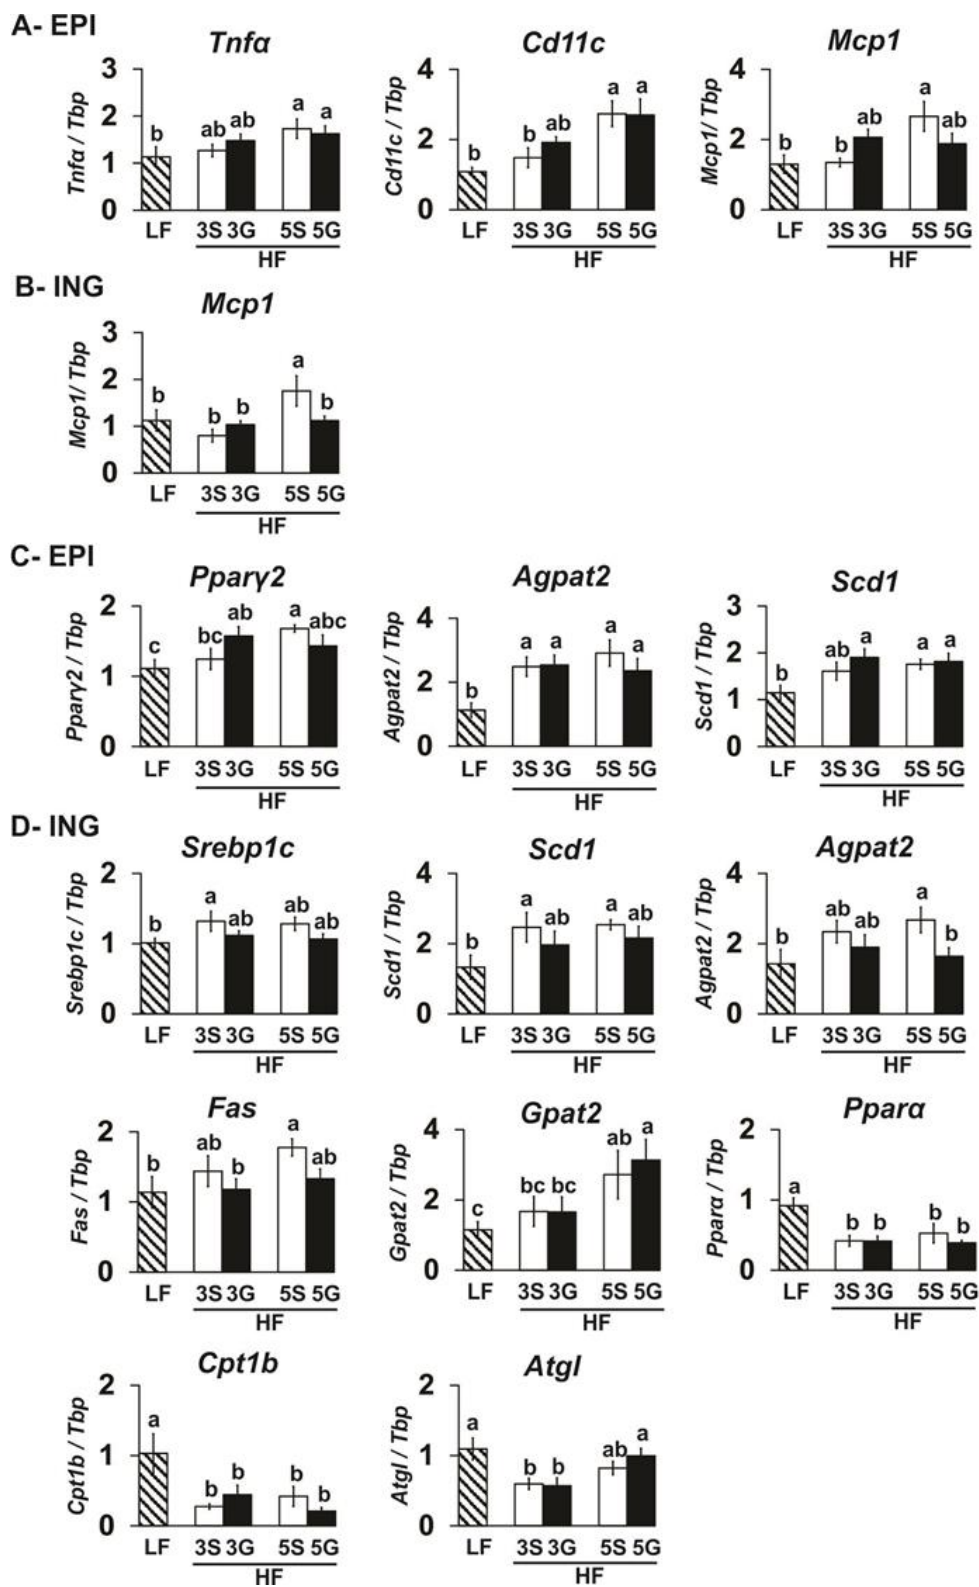 A- EPI
Tnfα
Cd11c
Mcp1
Tnfα / Tbp
3
2
1
0
b ab ab a a
LF 3S 3G 5S 5G
HF
Cd11c / Tbp
4
2
0
b b ab a a
LF 3S 3G 5S 5G
HF
Mcp1/ Tbp
4
2
0
b b ab a ab
LF 3S 3G 5S 5G
HF
B- ING
Mcp1
Mcp1/ Tbp
3
2
1
0
b b b a b
LF 3S 3G 5S 5G
HF
C- EPI
Pparγ2
Agpat2
Scd1
Pparγ2 / Tbp
2
1
0
c bc ab a abc
LF 3S 3G 5S 5G
HF
Agpat2 / Tbp
4
2
0
b a a a a
LF 3S 3G 5S 5G
HF
Scd1 / Tbp
3
2
1
0
b ab a a a
LF 3S 3G 5S 5G
HF
D- ING
Srebp1c
Scd1
Agpat2
Srebp1c / Tbp
2
1
0
b a ab ab ab
LF 3S 3G 5S 5G
HF
Scd1 / Tbp
4
2
0
b a ab a ab
LF 3S 3G 5S 5G
HF
Agpat2 / Tbp
4
2
0
b ab ab a b
LF 3S 3G 5S 5G
HF
Fas
Gpat2
Pparα
Fas / Tbp
2
1
0
b ab b a ab
LF 3S 3G 5S 5G
HF
Gpat2 / Tbp
4
2
0
c bc bc ab a
LF 3S 3G 5S 5G
HF
Pparα / Tbp
2
1
0
a b b b b
LF 3S 3G 5S 5G
HF
Cpt1b
Atgl
Cpt1b / Tbp
2
1
0
a b b b b
LF 3S 3G 5S 5G
HF
Atgl / Tbp
2
1
0
a b b ab a
LF 3S 3G 5S 5G
HF